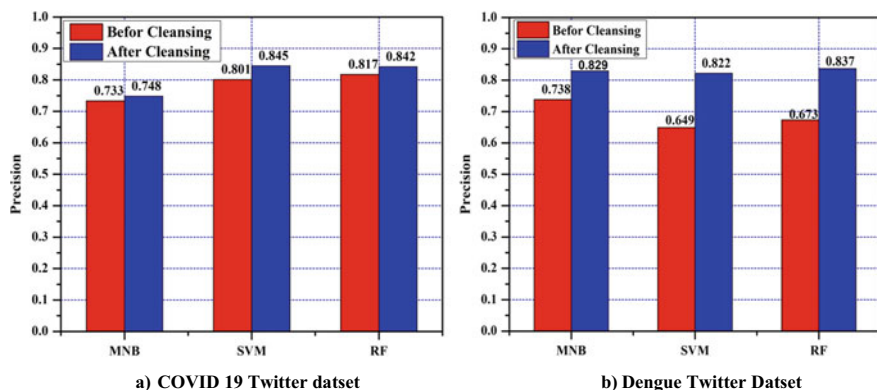 Befor Cleansing
After Cleansing
Precision
1.0
0.9
0.8
0.7
0.6
0.5
0.4
0.3
0.2
0.1
0.0
0.733
0.748
0.801
0.845
0.817
0.842
MNB
SVM
RF
a) COVID 19 Twitter datset
Befor Cleansing
After Cleansing
Precision
1.0
0.9
0.8
0.7
0.6
0.5
0.4
0.3
0.2
0.1
0.0
0.738
0.829
0.649
0.822
0.673
0.837
MNB
SVM
RF
b) Dengue Twitter Datset